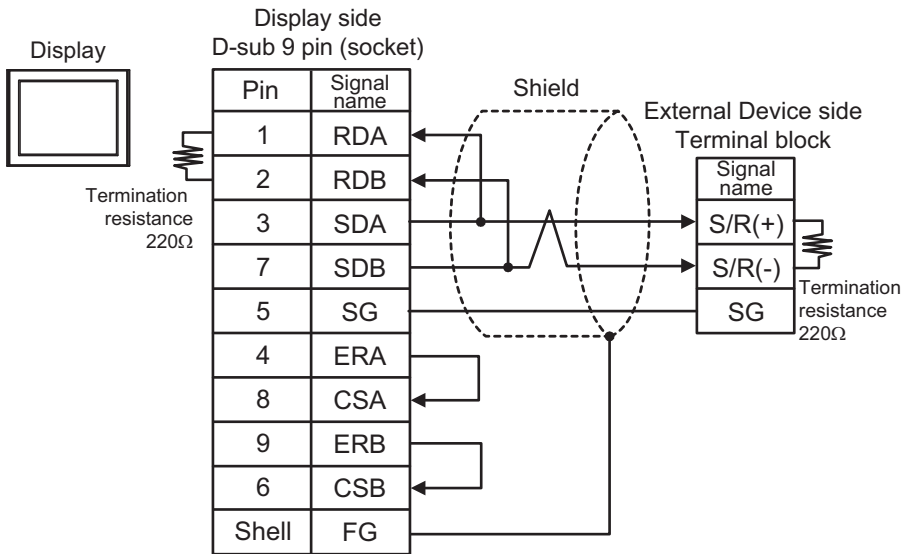 Display side
D-sub 9 pin (socket)
Display
Shield
External Device side
Terminal block
Pin
Signal
name
1 RDA
2 RDB
3 SDA
7 SDB
5 SG
4 ERA
8 CSA
9 ERB
6 CSB
Shell FG
Termination
resistance
220Ω
Signal
name
S/R(+)
S/R(-)
SG
Termination
resistance
220Ω